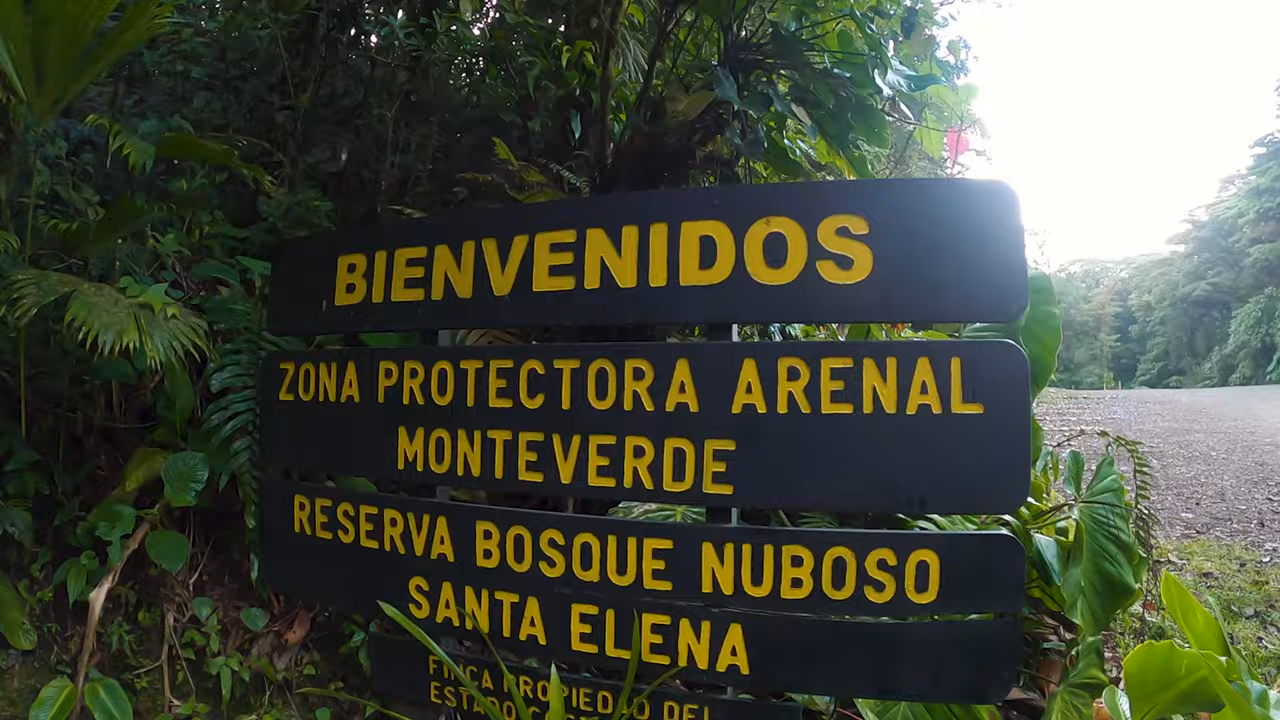 BIENVENIDOS
ZONA PROTECTORA ARENAL
MONTEVERDE
RESERVA BOSQUE NUBOSO
SANTA ELENA
FINCA PROPIEDAD DEL
ESTADO